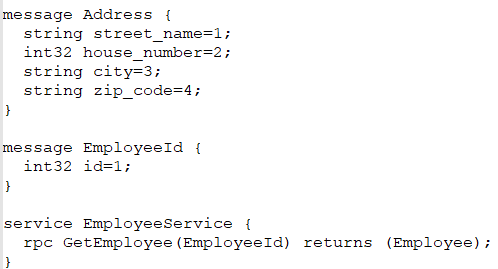 message Address {
  string street_name=1;
  int32 house_number=2;
  string city=3;
  string zip_code=4;
}

message EmployeeId {
  int32 id=1;
}

service EmployeeService {
  rpc GetEmployee(EmployeeId) returns (Employee);
}